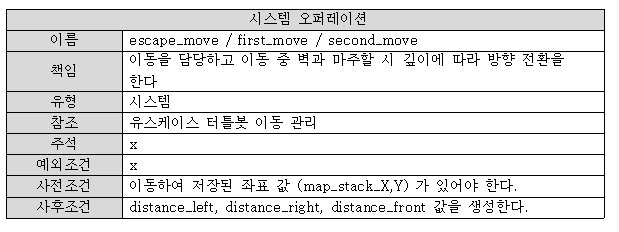 시스템 오퍼레이션
이름 escape_move / first_move / second_move
책임 이동을 담당하고 이동 중 벽과 마주할 시 깊이에 따라 방향 전환을
한다
유형 시스템
참조 유스케이스 터틀봇 이동 관리
주석 x
예외조건 x
사전조건 이동하여 저장된 좌표 값 (map_stack_X,Y) 가 있어야 한다.
사후조건 distance_left, distance_right, distance_front 값을 생성한다.